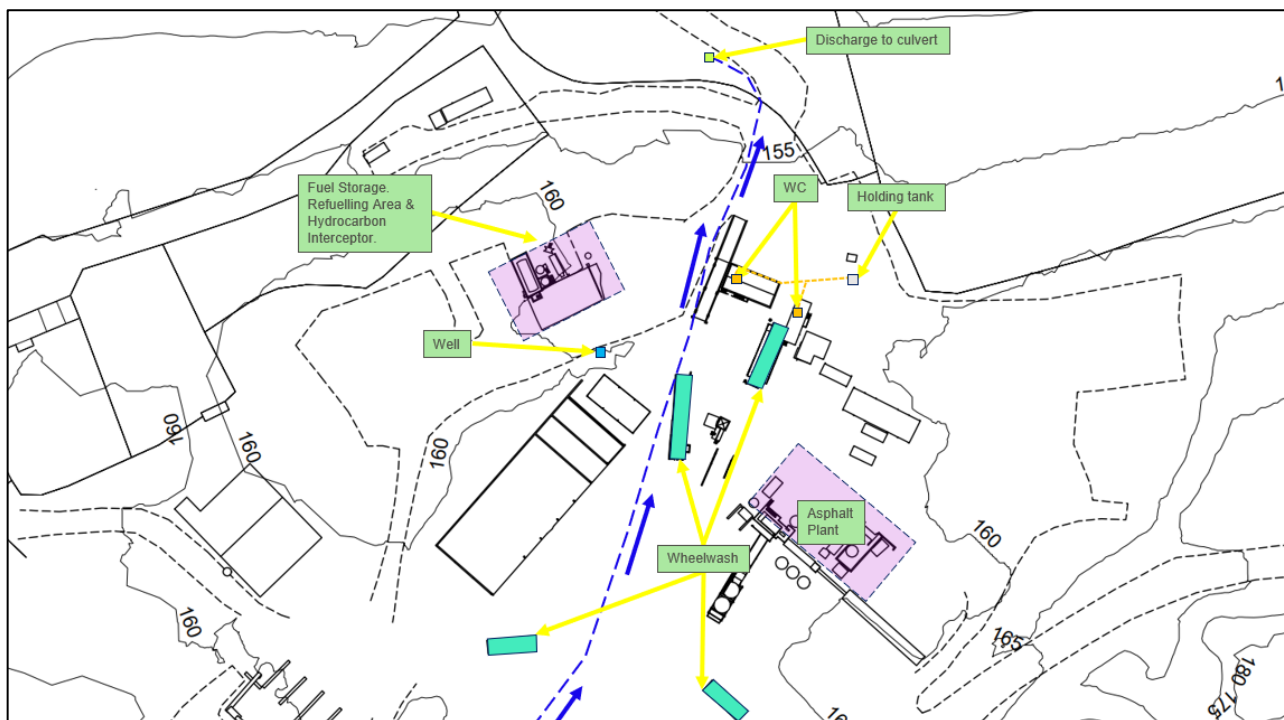 Discharge to culvert
155
WC
Holding tank
Fuel Storage.
Refuelling Area &
Hydrocarbon
Interceptor.
160
Well
160
160
160
Asphalt
Plant
160
Wheelwash
160
165
180
175